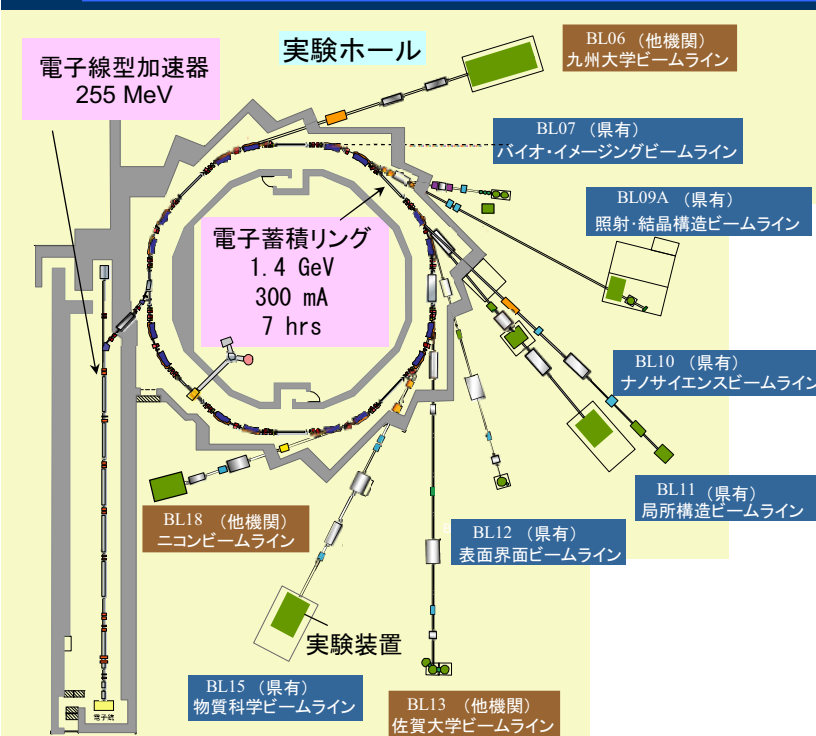 実験ホール
電子線型加速器
255 MeV
BL06 (他機関)
九州大学ビームライン
BL07 (県有)
バイオ・イメージングビームライン
BL09A (県有)
照射・結晶構造ビームライン
電子蓄積リング
1.4 GeV
300 mA
7 hrs
BL10 (県有)
ナノサイエンスビームライン
BL11 (県有)
局所構造ビームライン
BL12 (県有)
表面界面ビームライン
BL18 (他機関)
ニコンビームライン
実験装置
BL15 (県有)
物質科学ビームライン
BL13 (他機関)
佐賀大学ビームライン
電子銃